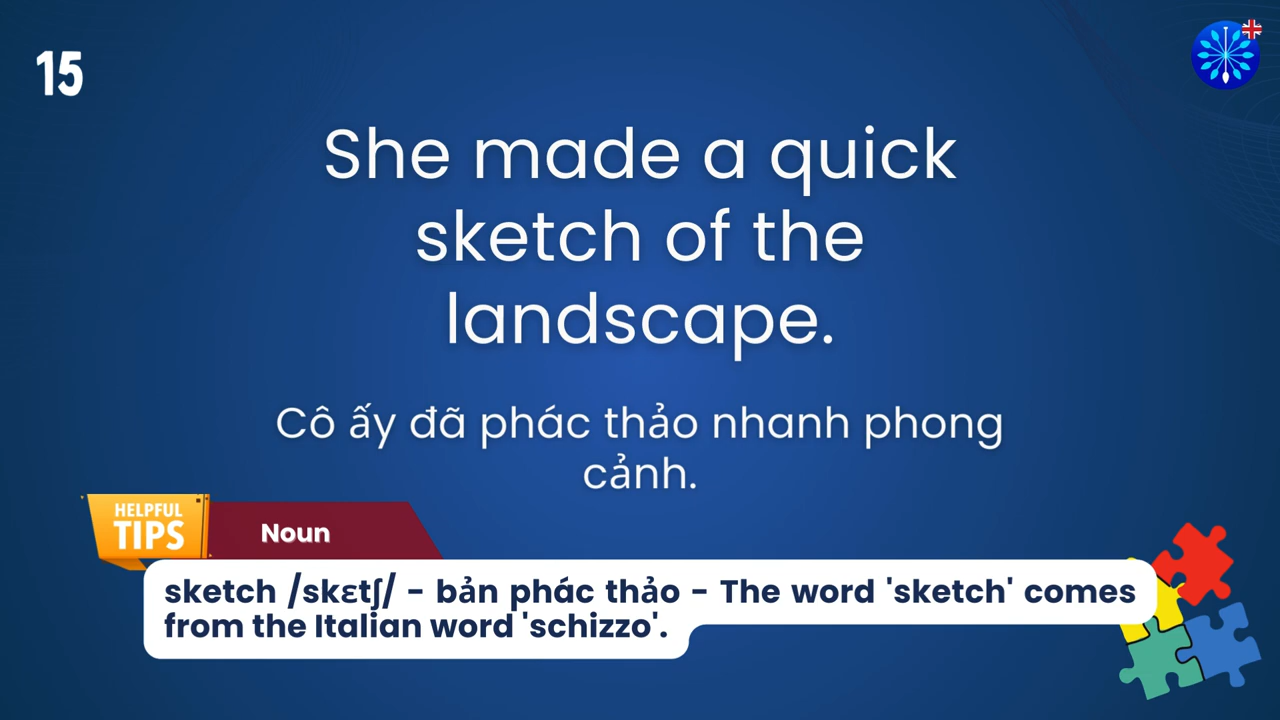 15
She made a quick
sketch of the
landscape.
Cô ấy đã phác thảo nhanh phong
cảnh.
HELPFUL
TIPS
Noun
sketch /skɛtʃ/ - bản phác thảo - The word 'sketch' comes
from the Italian word 'schizzo'.